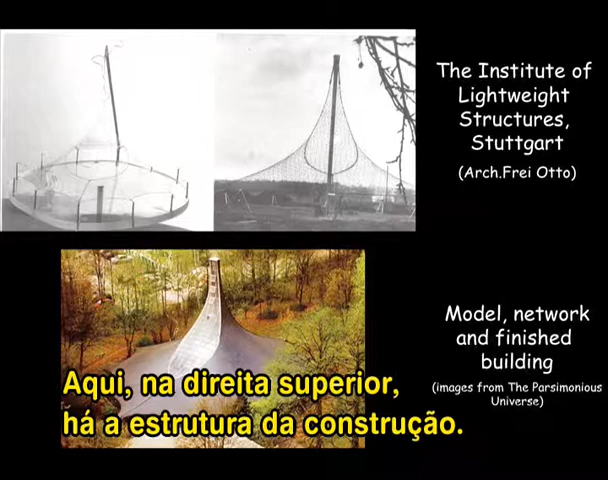 The Institute of
Lightweight
Structures,
Stuttgart
(Arch.Frei Otto)
Model, network
and finished
building
(images from The Parsimonious
Universe)
Aqui, na direita superior,
há a estrutura da construção.